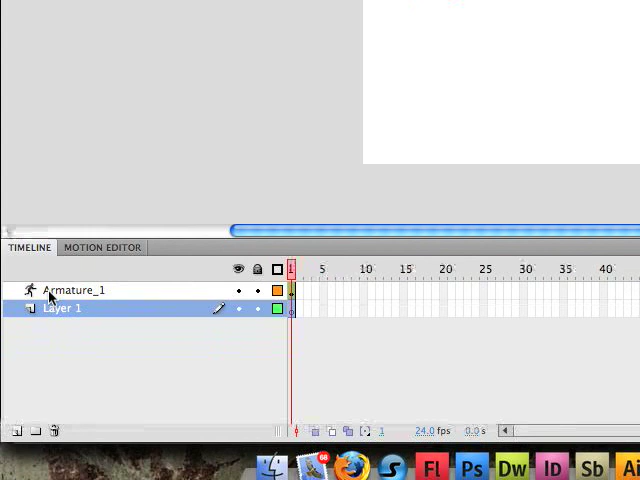 TIMELINE MOTION EDITOR
1 5 10 15 20 25 30 35 40
Armature_1
Layer 1
1 24.0 fps 0.0 s
68
Fl Ps Dw Id Sb Ai